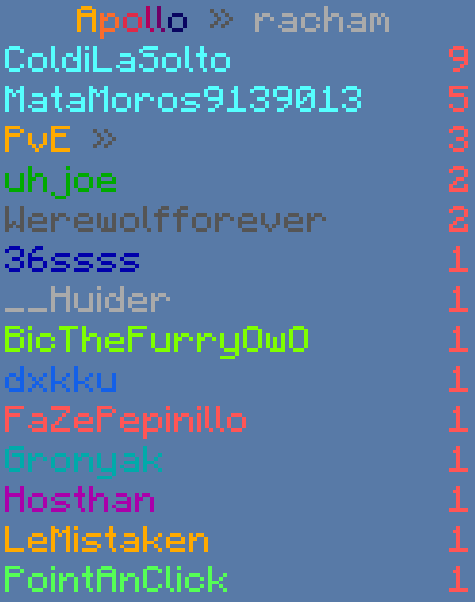 Apollo » racham
ColdiLaSolto 9
MataMoros9139013 5
PvE » 3
uhjoe 2
Werewolfforever 2
36ssss 1
__Huider 1
BicTheFurryOwO 1
dxkku 1
FaZePepinillo 1
Gronyak 1
Hosthan 1
LeMistaken 1
PointAnClick 1